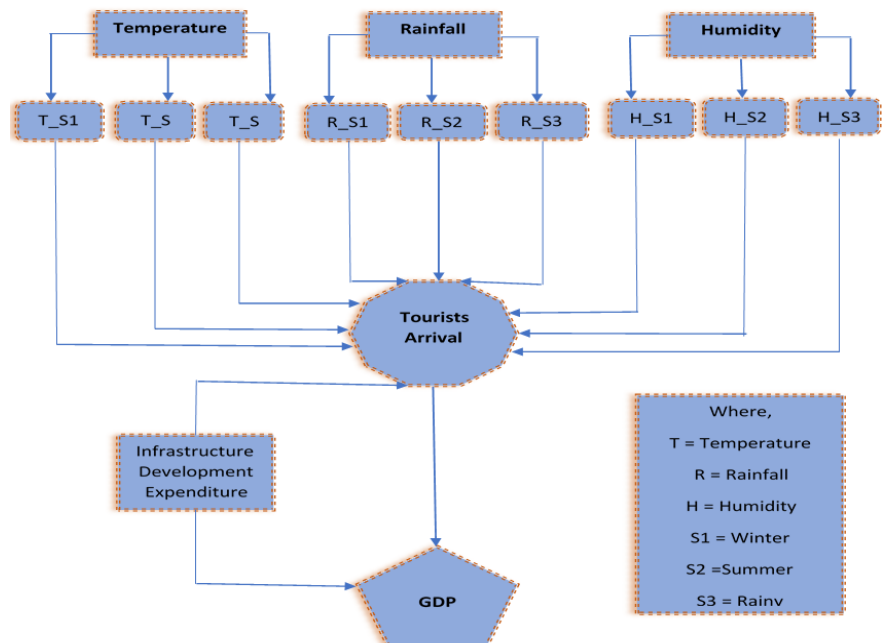 Temperature
Rainfall
Humidity
T_S1
T_S
T_S
R_S1
R_S2
R_S3
H_S1
H_S2
H_S3
Tourists
Arrival
Infrastructure
Development
Expenditure
GDP
Where,
T = Temperature
R = Rainfall
H = Humidity
S1 = Winter
S2 =Summer
S3 = Rainv